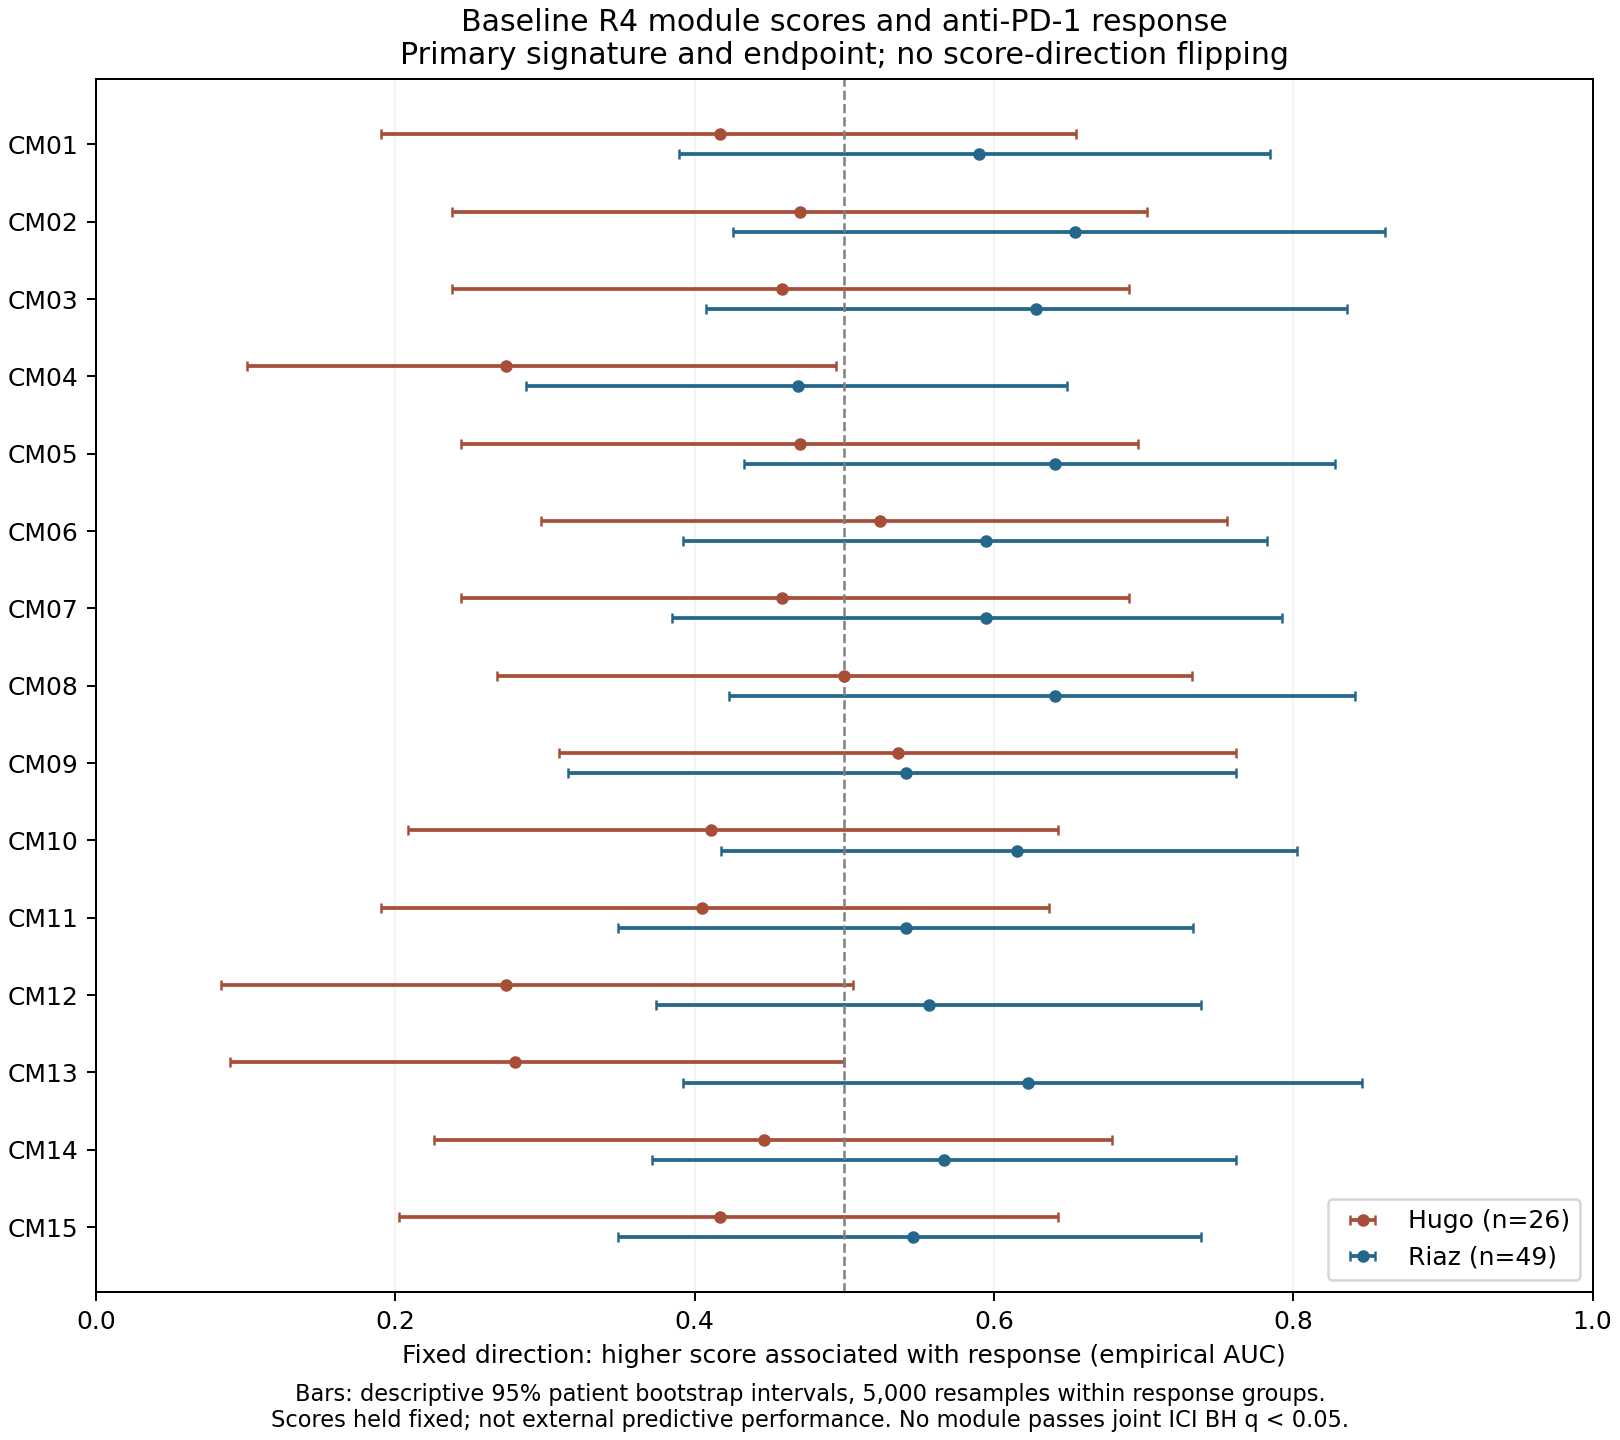 Baseline R4 module scores and anti-PD-1 response
Primary signature and endpoint; no score-direction flipping
CM01
CM02
CM03
CM04
CM05
CM06
CM07
CM08
CM09
CM10
CM11
CM12
CM13
CM14
CM15
Hugo (n=26)
Riaz (n=49)
0.0 0.2 0.4 0.6 0.8 1.0
Fixed direction: higher score associated with response (empirical AUC)
Bars: descriptive 95% patient bootstrap intervals, 5,000 resamples within response groups.
Scores held fixed; not external predictive performance. No module passes joint ICI BH q < 0.05.